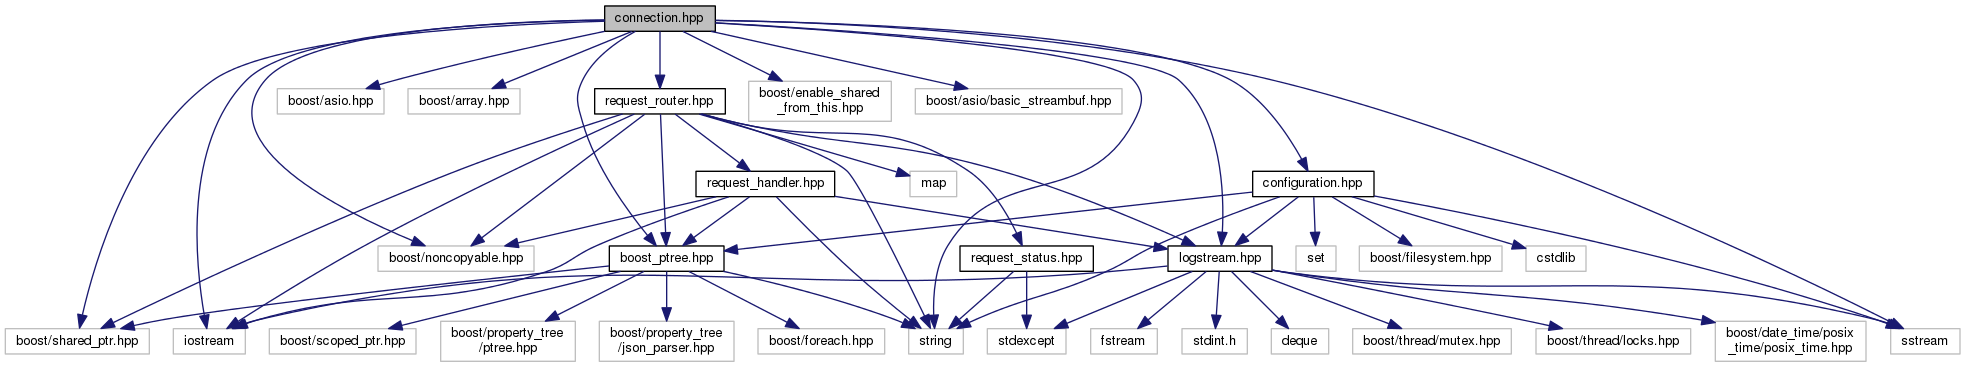 connection.hpp
boost/asio.hpp
boost/array.hpp
request_router.hpp
boost/enable_shared
_from_this.hpp
boost/asio/basic_streambuf.hpp
request_handler.hpp
map
configuration.hpp
boost/noncopyable.hpp
boost_ptree.hpp
request_status.hpp
logstream.hpp
set
boost/filesystem.hpp
cstdlib
boost/shared_ptr.hpp
iostream
boost/scoped_ptr.hpp
boost/property_tree
/ptree.hpp
boost/property_tree
/json_parser.hpp
boost/foreach.hpp
string
stdexcept
fstream
stdint.h
deque
boost/thread/mutex.hpp
boost/thread/locks.hpp
boost/date_time/posix
_time/posix_time.hpp
sstream